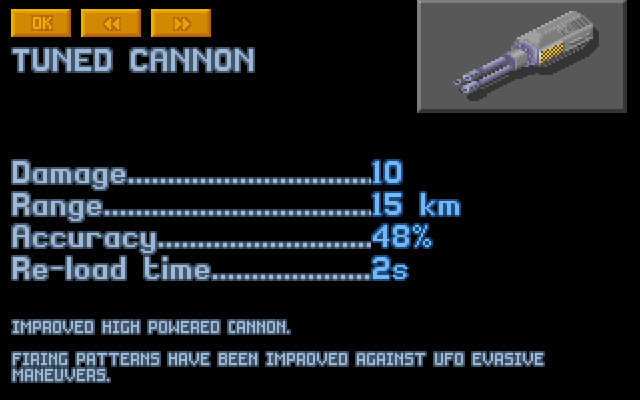 OK << >>
TUNED CANNON
Damage........................................10
Range............................................15 km
Accuracy...................................48%
Re-load time..........................2s
IMPROVED HIGH POWERED CANNON.
FIRING PATTERNS HAVE BEEN IMPROVED AGAINST UFO EVASIVE
MANEUVERS.